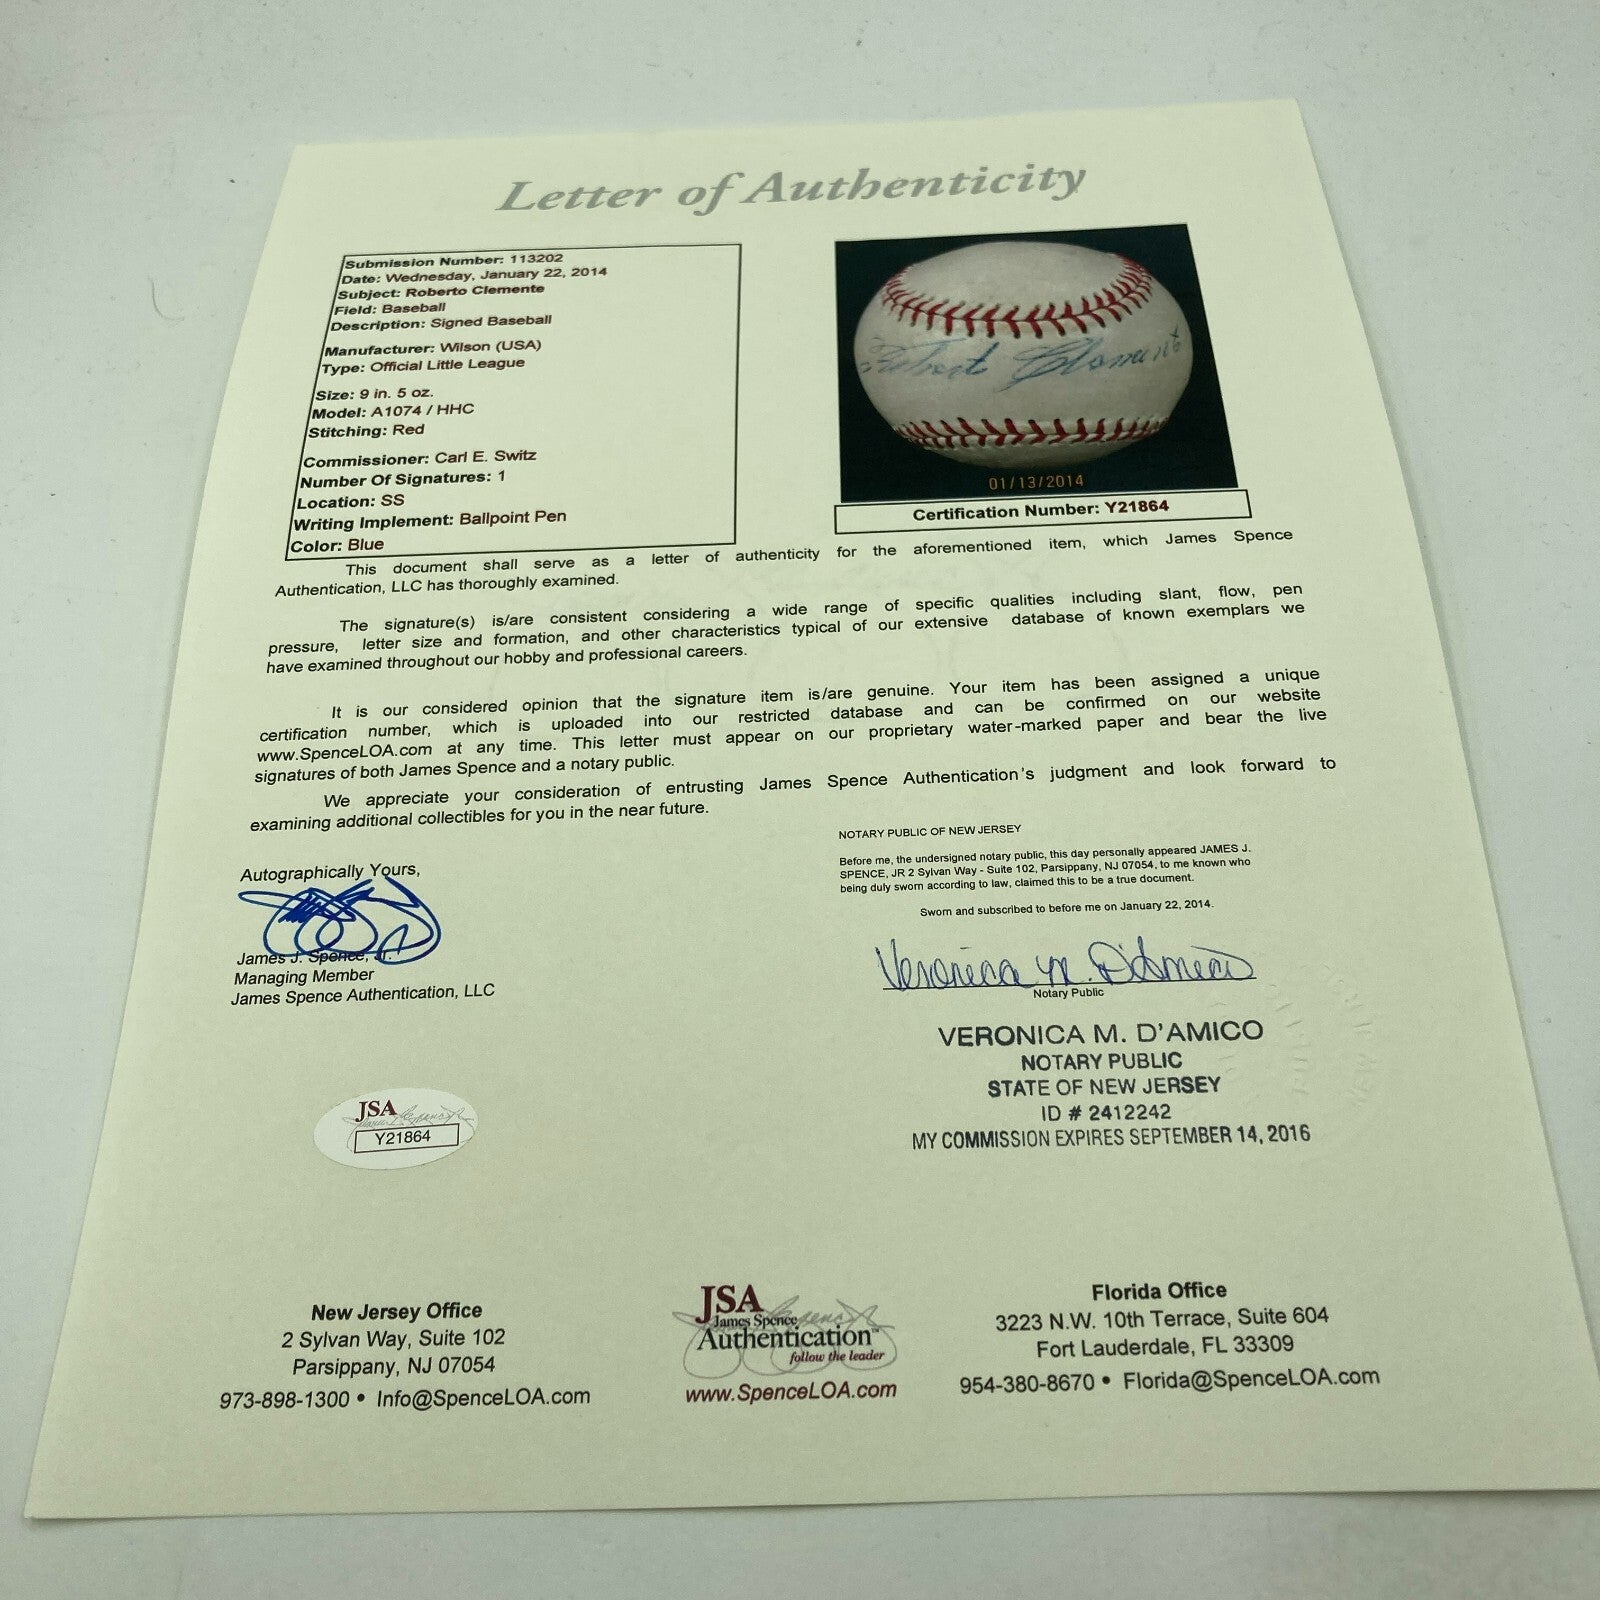 Letter of Authenticity
Submission Number: 113202
Date: Wednesday, January 22, 2014
Subject: Roberto Clemente
Field: Baseball
Description: Signed Baseball
Manufacturer: Wilson (USA)
Type: Official Little League
Size: 9 in. 5 oz.
Model: A1074 / HHC
Stitching: Red
Commissioner: Carl E. Switz
Number Of Signatures: 1
Location: SS
Writing Implement: Ballpoint Pen
Color: Blue
Roberto Clemente
01/13/2014
Certification Number: Y21864
This document shall serve as a letter of authenticity for the aforementioned item, which James Spence
Authentication, LLC has thoroughly examined.
The signature(s) is/are consistent considering a wide range of specific qualities including slant, flow, pen
pressure, letter size and formation, and other characteristics typical of our extensive database of known exemplars we
have examined throughout our hobby and professional careers.
It is our considered opinion that the signature item is/are genuine. Your item has been assigned a unique
certification number, which is uploaded into our restricted database and can be confirmed on our website
www.SpenceLOA.com at any time. This letter must appear on our proprietary water-marked paper and bear the live
signatures of both James Spence and a notary public.
We appreciate your consideration of entrusting James Spence Authentication's judgment and look forward to
examining additional collectibles for you in the near future.
Autographically Yours,
James J. Spence, Jr.
Managing Member
James Spence Authentication, LLC
NOTARY PUBLIC OF NEW JERSEY
Before me, the undersigned notary public, this day personally appeared JAMES J.
SPENCE, JR 2 Sylvan Way - Suite 102, Parsippany, NJ 07054, to me known who
being duly sworn according to law, claimed this to be a true document.
Sworn and subscribed to before me on January 22, 2014.
Veronica M. D'Amico
Notary Public
VERONICA M. D'AMICO
NOTARY PUBLIC
STATE OF NEW JERSEY
ID # 2412242
MY COMMISSION EXPIRES SEPTEMBER 14, 2016
JSA
Y21864
New Jersey Office
2 Sylvan Way, Suite 102
Parsippany, NJ 07054
973-898-1300 • Info@SpenceLOA.com
JSA
James Spence
Authentication™
follow the leader
www.SpenceLOA.com
Florida Office
3223 N.W. 10th Terrace, Suite 604
Fort Lauderdale, FL 33309
954-380-8670 • Florida@SpenceLOA.com